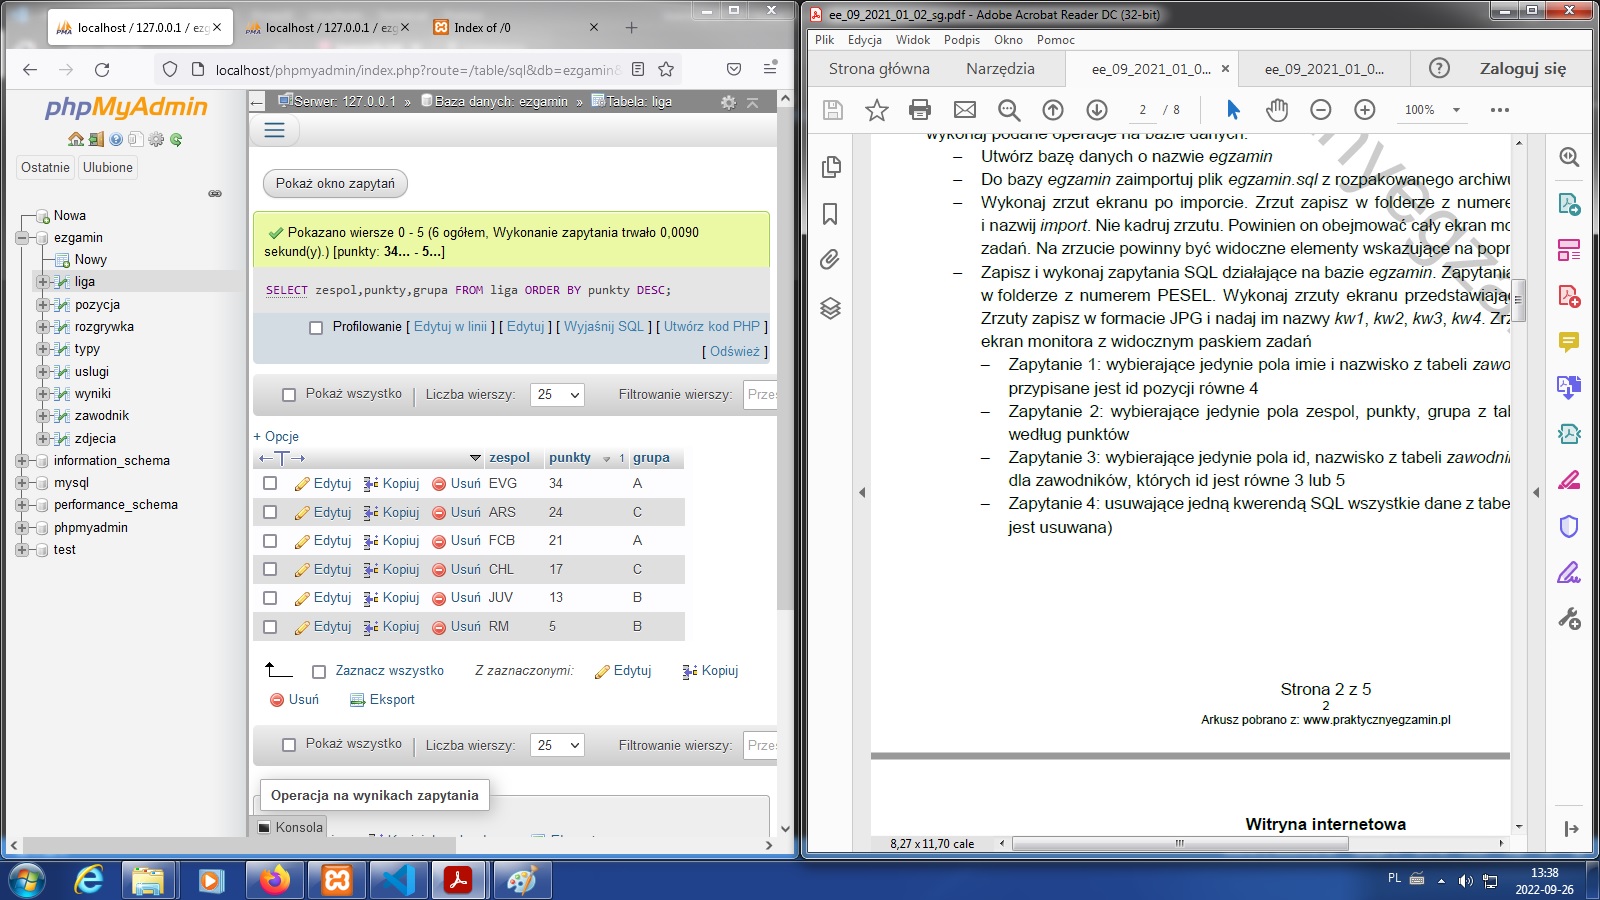 localhost / 127.0.0.1 / ezg
localhost / 127.0.0.1 / ezg
Index of /0
localhost/phpmyadmin/index.php?route=/table/sql&db=ezgamin&
phpMyAdmin
Ostatnie
Ulubione
Nowa
ezgamin
Nowy
liga
pozycja
rozgrywka
typy
uslugi
wyniki
zawodnik
zdjecia
information_schema
mysql
performance_schema
phpmyadmin
test
Serwer: 127.0.0.1 » Baza danych: ezgamin » Tabela: liga
Pokaż okno zapytań
Pokazano wiersze 0 - 5 (6 ogółem, Wykonanie zapytania trwało 0,0090
sekund(y).) [punkty: 34... - 5...]
SELECT zespol,punkty,grupa FROM liga ORDER BY punkty DESC;
Profilowanie [ Edytuj w linii ] [ Edytuj ] [ Wyjaśnij SQL ] [ Utwórz kod PHP ]
[ Odśwież ]
Pokaż wszystko | Liczba wierszy: 25 Filtrowanie wierszy: Prze
+ Opcje
←T→ zespol punkty 1 grupa
Edytuj Kopiuj Usuń EVG 34 A
Edytuj Kopiuj Usuń ARS 24 C
Edytuj Kopiuj Usuń FCB 21 A
Edytuj Kopiuj Usuń CHL 17 C
Edytuj Kopiuj Usuń JUV 13 B
Edytuj Kopiuj Usuń RM 5 B
Zaznacz wszystko Z zaznaczonymi: Edytuj Kopiuj
Usuń Eksport
Pokaż wszystko | Liczba wierszy: 25 Filtrowanie wierszy: Prze
Operacja na wynikach zapytania
Konsola
ee_09_2021_01_02_sg.pdf - Adobe Acrobat Reader DC (32-bit)
Plik Edycja Widok Podpis Okno Pomoc
Strona główna Narzędzia ee_09_2021_01_0... ee_09_2021_01_0... Zaloguj się
2 / 8 100%
Wykonaj podane operacje na bazie danych:
– Utwórz bazę danych o nazwie egzamin
– Do bazy egzamin zaimportuj plik egzamin.sql z rozpakowanego archiwu
– Wykonaj zrzut ekranu po imporcie. Zrzut zapisz w folderze z numere
i nazwij import. Nie kadruj zrzutu. Powinien on obejmować cały ekran mo
zadań. Na zrzucie powinny być widoczne elementy wskazujące na popr
– Zapisz i wykonaj zapytania SQL działające na bazie egzamin. Zapytania
w folderze z numerem PESEL. Wykonaj zrzuty ekranu przedstawiając
Zrzuty zapisz w formacie JPG i nadaj im nazwy kw1, kw2, kw3, kw4. Zrz
ekran monitora z widocznym paskiem zadań
– Zapytanie 1: wybierające jedynie pola imie i nazwisko z tabeli zawo
przypisane jest id pozycji równe 4
– Zapytanie 2: wybierające jedynie pola zespol, punkty, grupa z tab
według punktów
– Zapytanie 3: wybierające jedynie pola id, nazwisko z tabeli zawodni
dla zawodników, których id jest równe 3 lub 5
– Zapytanie 4: usuwające jedną kwerendą SQL wszystkie dane z tabe
jest usuwana)
Strona 2 z 5
2
Arkusz pobrano z: www.praktycznyegzamin.pl
Witryna internetowa
8,27 x 11,70 cale
PL
13:38
2022-09-26